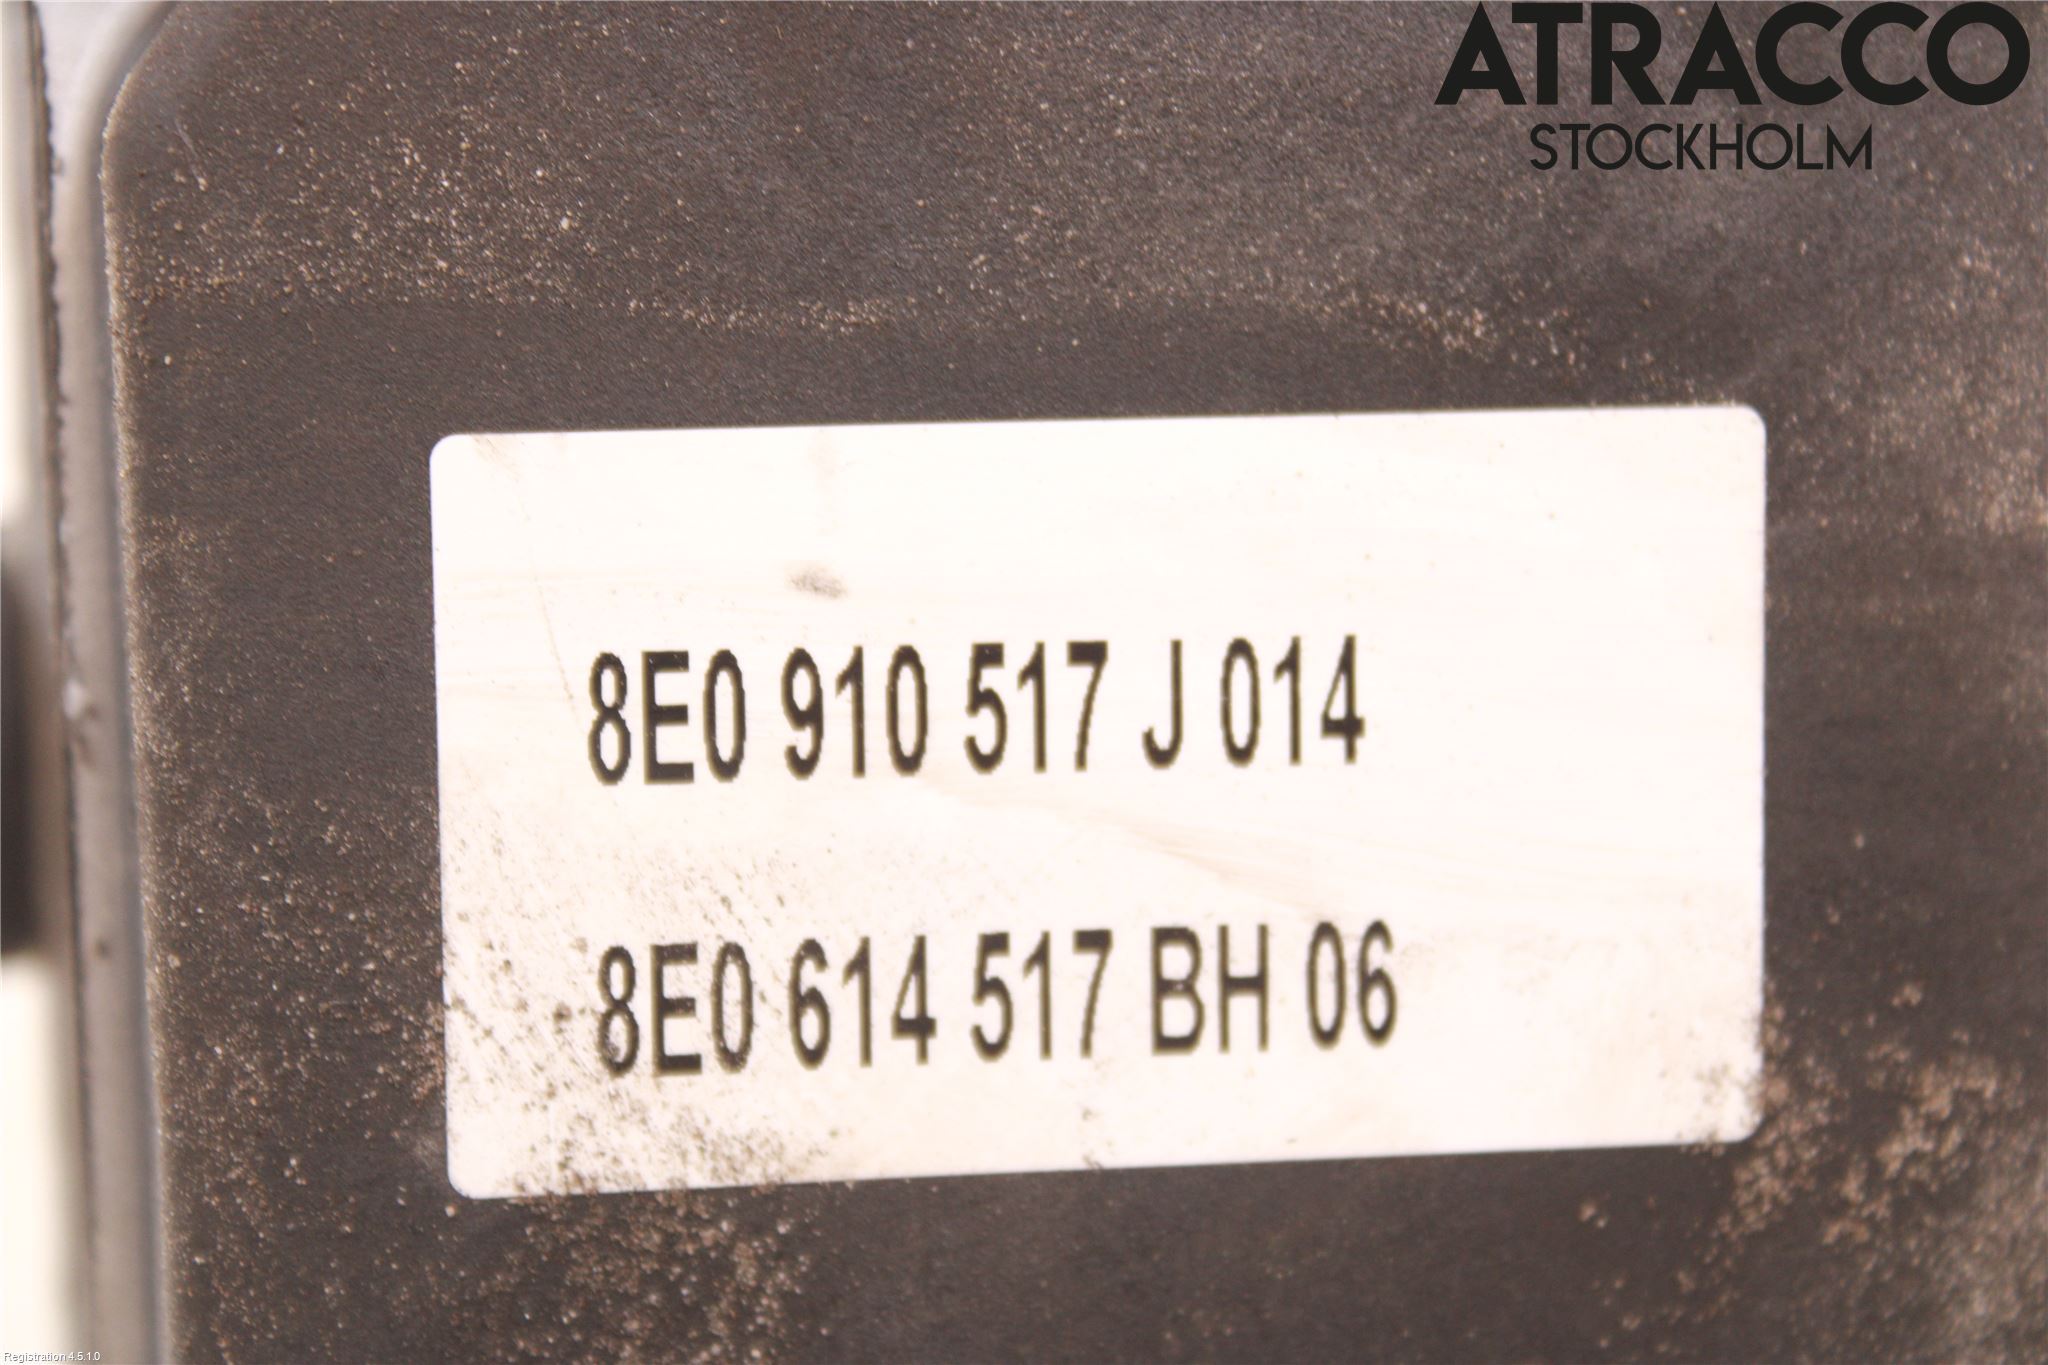 ATRACCO
STOCKHOLM
8E0 910 517 J 014
8E0 614 517 BH 06
Registration 4.5.1.0